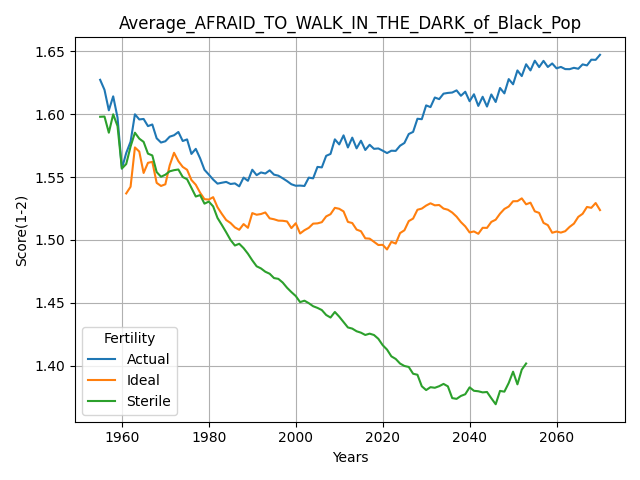 Average_AFRAID_TO_WALK_IN_THE_DARK_of_Black_Pop
1.65
1.60
1.55
1.50
1.45
1.40
Score(1-2)
Fertility
Actual
Ideal
Sterile
1960 1980 2000 2020 2040 2060
Years